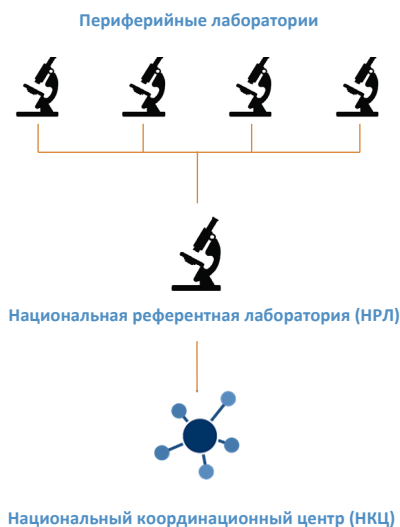 Периферийные лаборатории
Национальная референтная лаборатория (НРЛ)
Национальный координационный центр (НКЦ)